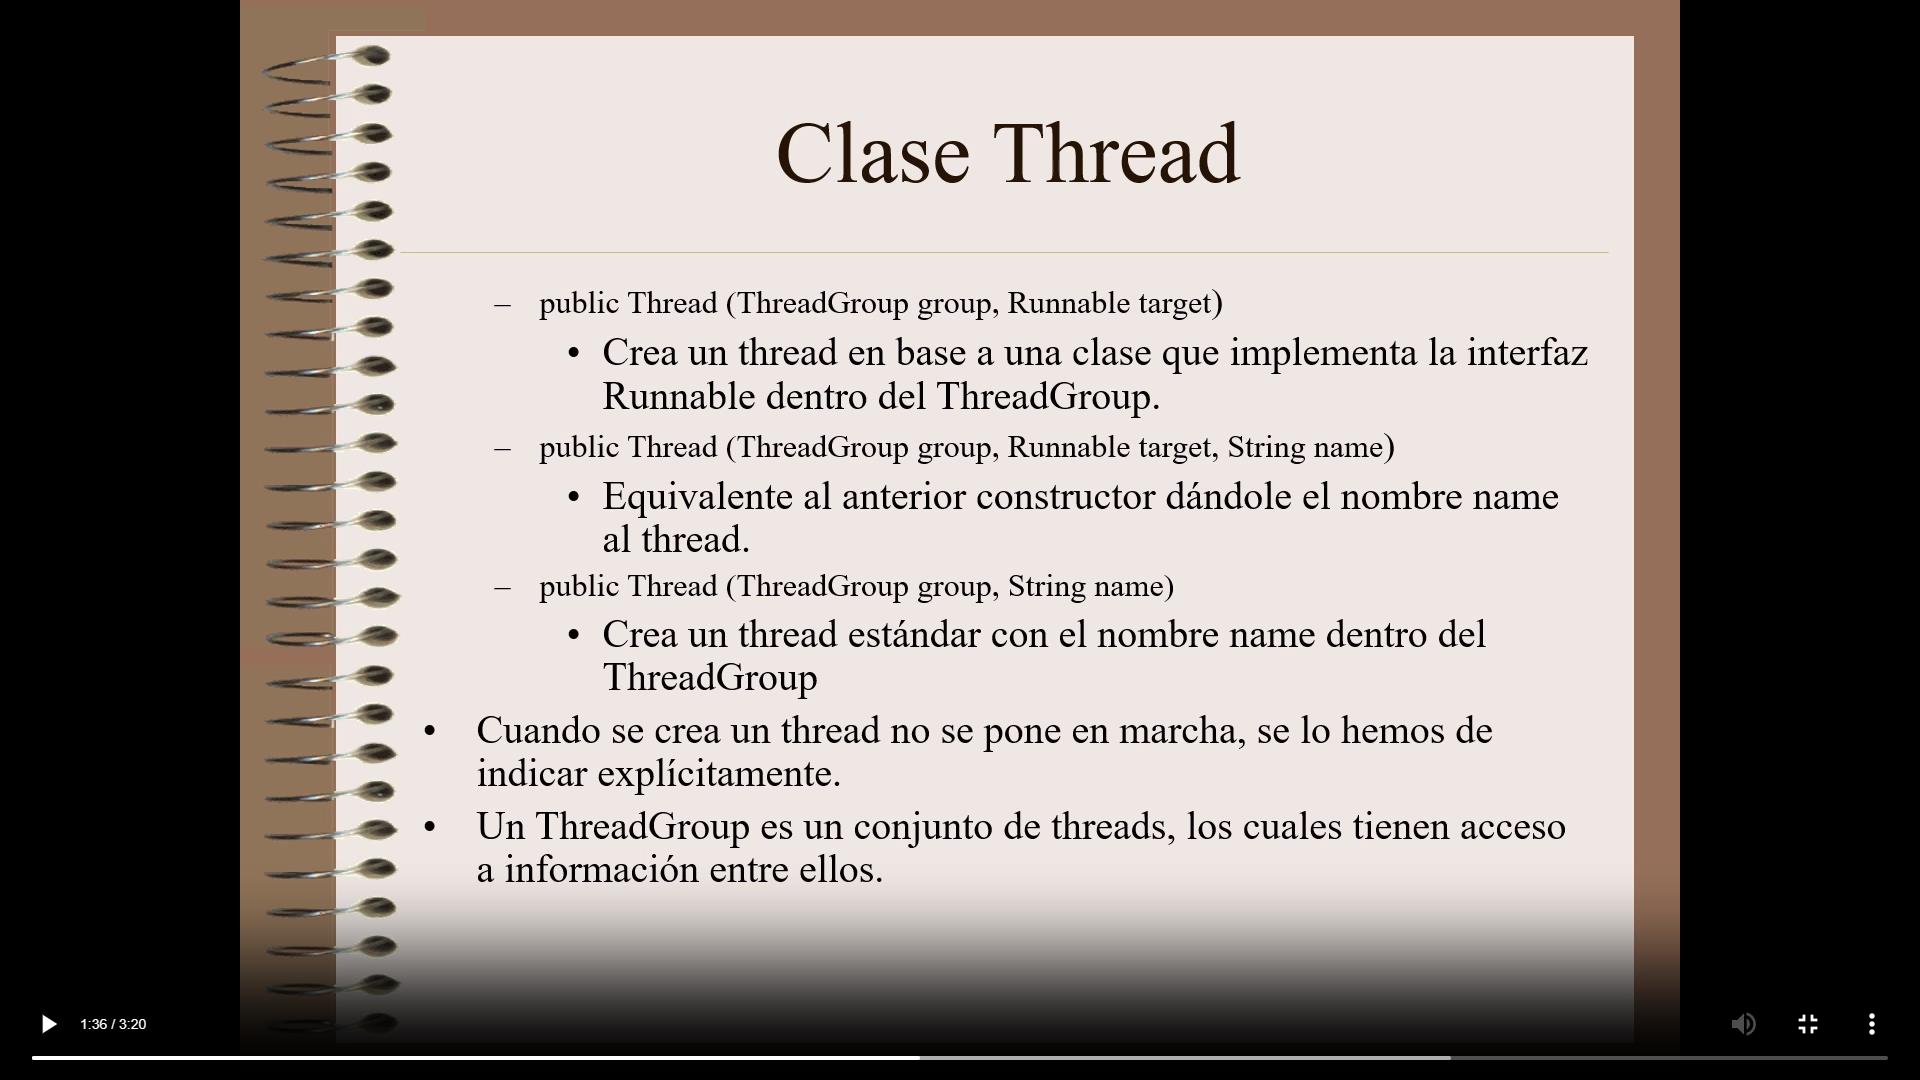 Clase Thread
– public Thread (ThreadGroup group, Runnable target)
• Crea un thread en base a una clase que implementa la interfaz
Runnable dentro del ThreadGroup.
– public Thread (ThreadGroup group, Runnable target, String name)
• Equivalente al anterior constructor dándole el nombre name
al thread.
– public Thread (ThreadGroup group, String name)
• Crea un thread estándar con el nombre name dentro del
ThreadGroup
• Cuando se crea un thread no se pone en marcha, se lo hemos de
indicar explícitamente.
• Un ThreadGroup es un conjunto de threads, los cuales tienen acceso
a información entre ellos.
1:36 / 3:20